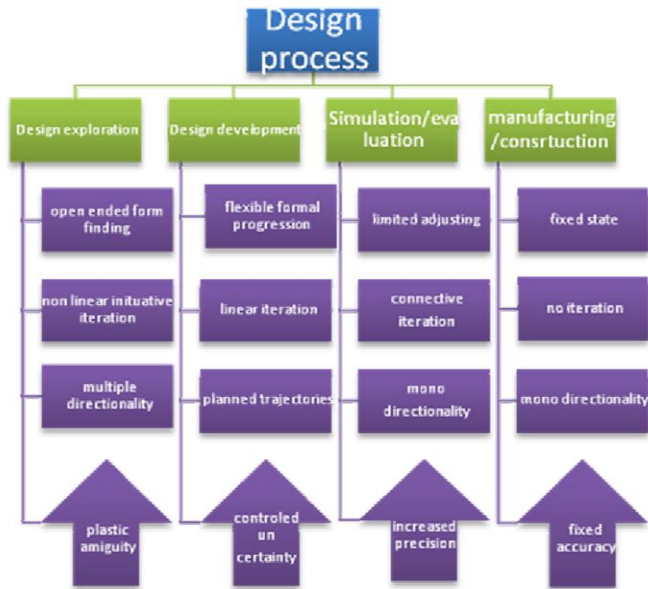 Design
process
Design exploration
Design development
Simulation/eva
luation
manufacturing
/consrtuction
open ended form
finding
flexible formal
progression
limited adjusting
fixed state
non linear inituative
iteration
linear iteration
connective
iteration
no iteration
multiple
directionality
planned trajectories
mono
directionality
mono directionality
plastic
amiguity
controled
un
certainty
increased
precision
fixed
accuracy